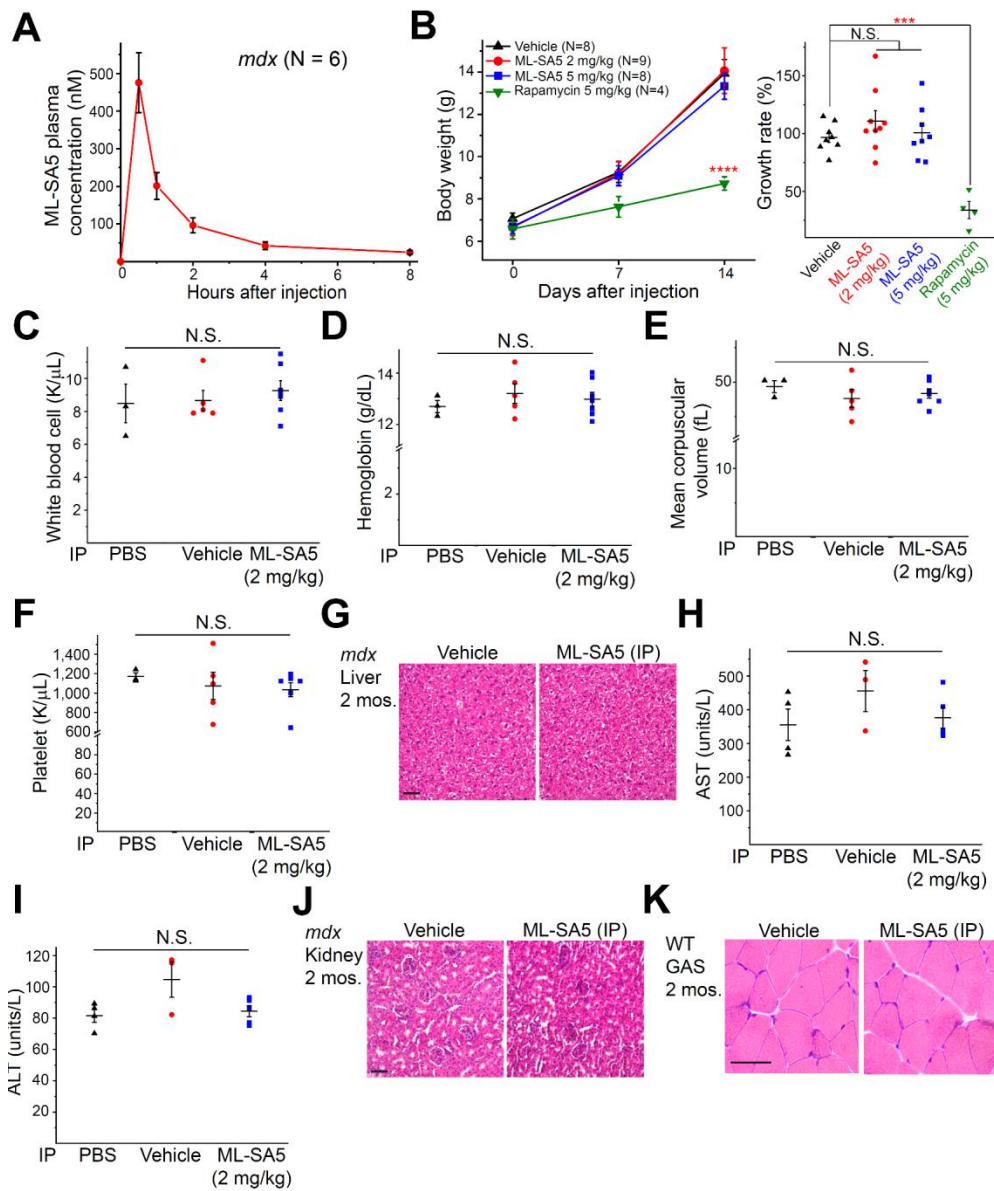 A
mdx (N = 6)
ML-SA5 plasma
concentration (nM)
500
400
300
200
100
0
2
4
6
8
Hours after injection
B
Vehicle (N=8)
ML-SA5 2 mg/kg (N=9)
ML-SA5 5 mg/kg (N=8)
Rapamycin 5 mg/kg (N=4)
Body weight (g)
14
12
10
8
6
****
0
7
14
Days after injection
***
N.S.
Growth rate (%)
150
100
50
Vehicle
ML-SA5
(2 mg/kg)
ML-SA5
(5 mg/kg)
Rapamycin
(5 mg/kg)
C
N.S.
White blood cell (K/µL)
10
8
6
4
2
IP
PBS
Vehicle
ML-SA5
(2 mg/kg)
D
N.S.
Hemoglobin (g/dL)
14
12
2
IP
PBS
Vehicle
ML-SA5
(2 mg/kg)
E
N.S.
Mean corpuscular
volume (fL)
50
10
IP
PBS
Vehicle
ML-SA5
(2 mg/kg)
F
N.S.
Platelet (K/µL)
1,400
1,200
1,000
800
600
100
80
60
40
20
IP
PBS
Vehicle
ML-SA5
(2 mg/kg)
G
mdx
Liver
2 mos.
Vehicle
ML-SA5 (IP)
H
N.S.
AST (units/L)
500
400
300
200
100
IP
PBS
Vehicle
ML-SA5
(2 mg/kg)
I
N.S.
ALT (units/L)
120
100
80
60
40
20
IP
PBS
Vehicle
ML-SA5
(2 mg/kg)
J
mdx
Kidney
2 mos.
Vehicle
ML-SA5 (IP)
K
WT
GAS
2 mos.
Vehicle
ML-SA5 (IP)